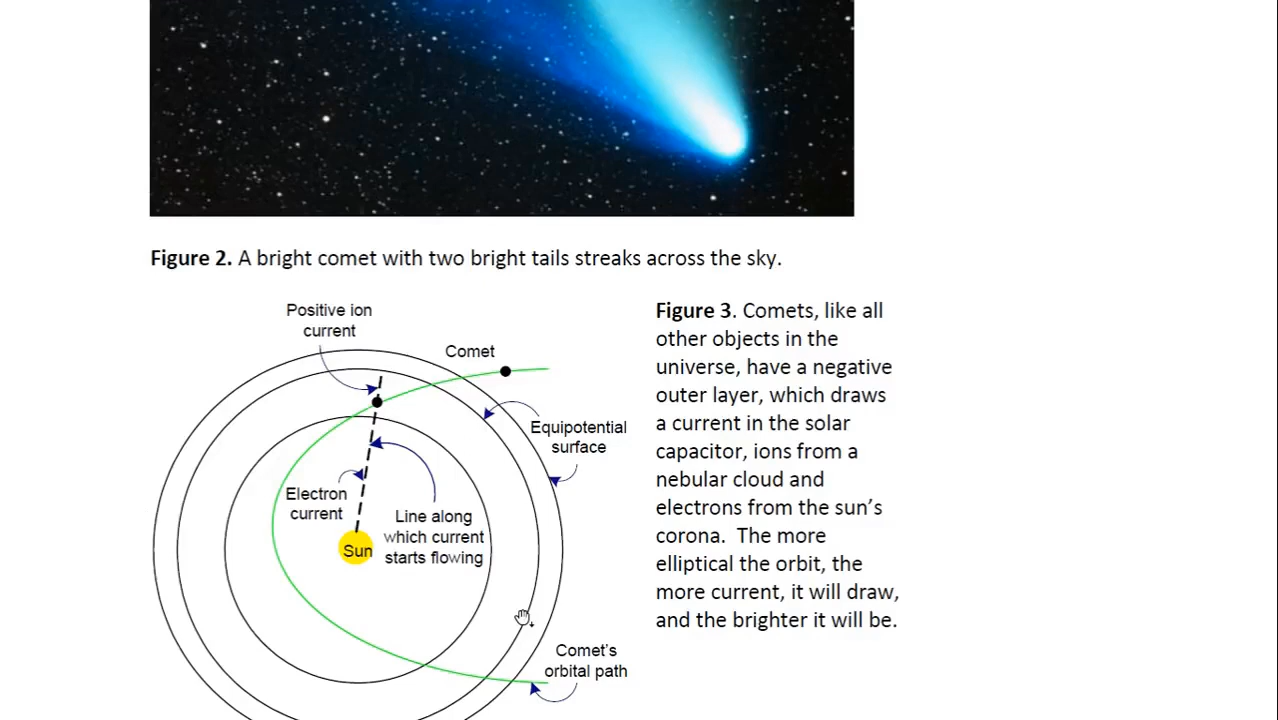 Figure 2. A bright comet with two bright tails streaks across the sky.
Positive ion
current
Comet
Equipotential
surface
Electron
current
Line along
which current
starts flowing
Sun
Comet's
orbital path
Figure 3. Comets, like all
other objects in the
universe, have a negative
outer layer, which draws
a current in the solar
capacitor, ions from a
nebular cloud and
electrons from the sun's
corona.  The more
elliptical the orbit, the
more current, it will draw,
and the brighter it will be.